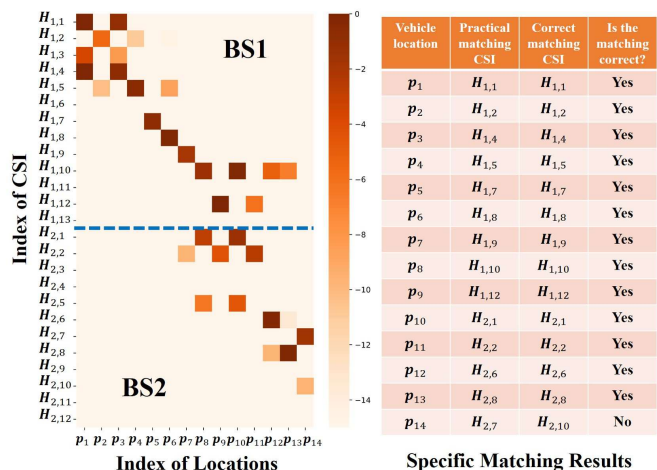 Index of CSI
H1,1
H1,2
H1,3
H1,4
H1,5
H1,6
H1,7
H1,8
H1,9
H1,10
H1,11
H1,12
H1,13
H2,1
H2,2
H2,3
H2,4
H2,5
H2,6
H2,7
H2,8
H2,9
H2,10
H2,11
H2,12
BS1
BS2
p1 p2 p3 p4 p5 p6 p7 p8 p9 p10 p11 p12 p13 p14
Index of Locations
0
−2
−4
−6
−8
−10
−12
−14
Vehicle location Practical matching CSI Correct matching CSI Is the matching correct?
p1 H1,1 H1,1 Yes
p2 H1,2 H1,2 Yes
p3 H1,4 H1,4 Yes
p4 H1,5 H1,5 Yes
p5 H1,7 H1,7 Yes
p6 H1,8 H1,8 Yes
p7 H1,9 H1,9 Yes
p8 H1,10 H1,10 Yes
p9 H1,12 H1,12 Yes
p10 H2,1 H2,1 Yes
p11 H2,2 H2,2 Yes
p12 H2,6 H2,6 Yes
p13 H2,8 H2,8 Yes
p14 H2,7 H2,10 No
Specific Matching Results